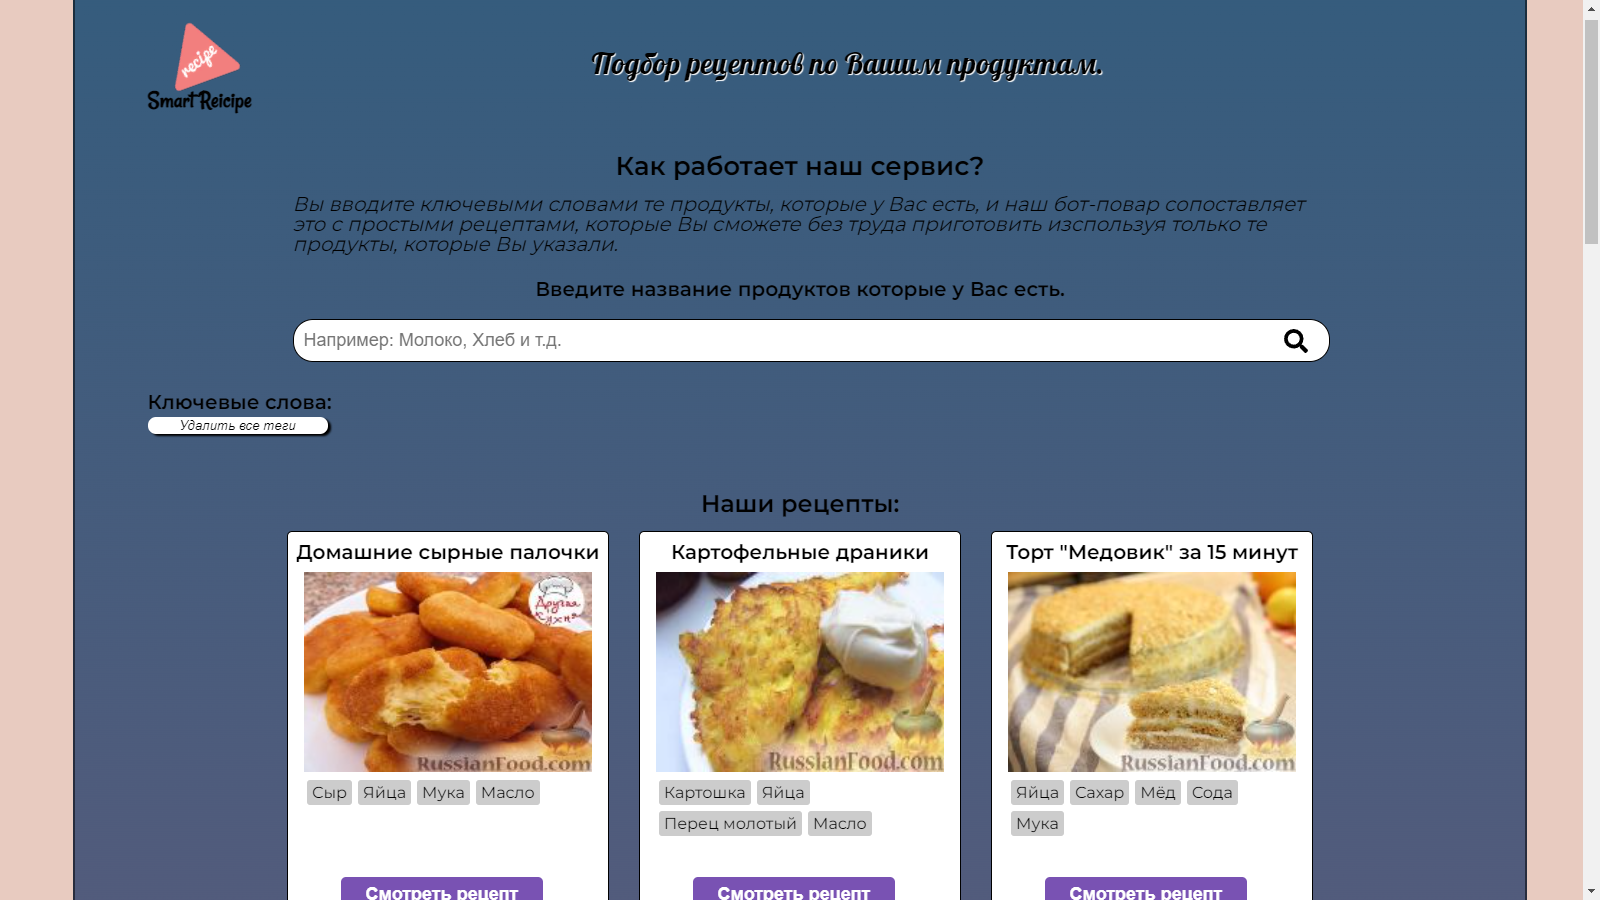 recipe
Smart Reicipe
Подбор рецептов по Вашим продуктам.
Как работает наш сервис?
Вы вводите ключевыми словами те продукты, которые у Вас есть, и наш бот-повар сопоставляет
это с простыми рецептами, которые Вы сможете без труда приготовить изспользуя только те
продукты, которые Вы указали.
Введите название продуктов которые у Вас есть.
Например: Молоко, Хлеб и т.д.
Ключевые слова:
Удалить все теги
Наши рецепты:
Домашние сырные палочки
Другая
Кухня
RussianFood.com
Сыр Яйца Мука Масло
Смотреть рецепт
Картофельные драники
RussianFood.com
Картошка Яйца
Перец молотый Масло
Смотреть рецепт
Торт "Медовик" за 15 минут
RussianFood.com
Яйца Сахар Мёд Сода
Мука
Смотреть рецепт